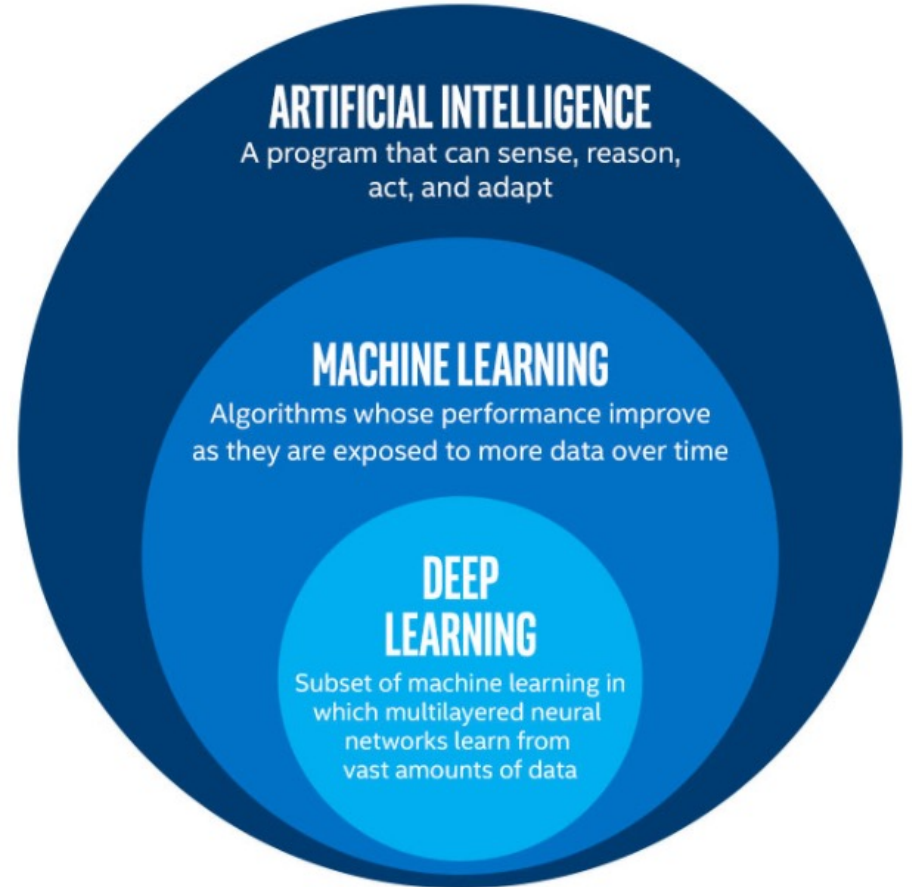 ARTIFICIAL INTELLIGENCE
A program that can sense, reason,
act, and adapt
MACHINE LEARNING
Algorithms whose performance improve
as they are exposed to more data over time
DEEP
LEARNING
Subset of machine learning in
which multilayered neural
networks learn from
vast amounts of data